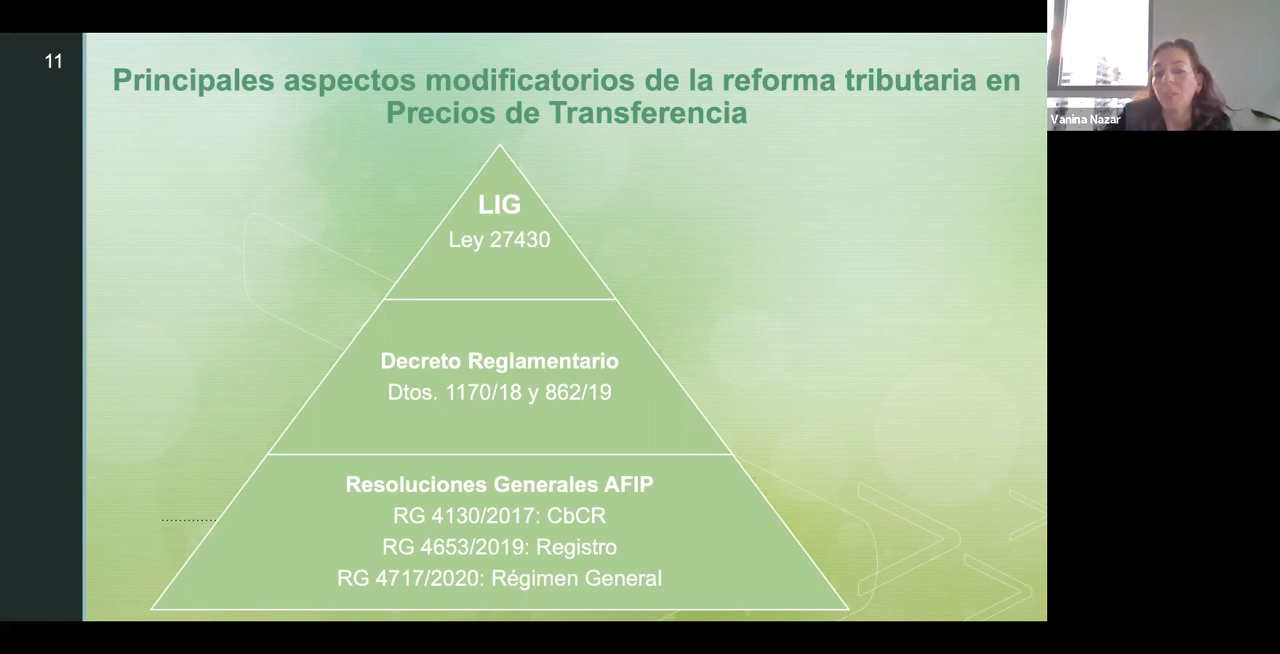 11
Principales aspectos modificatorios de la reforma tributaria en
Precios de Transferencia
LIG
Ley 27430
Decreto Reglamentario
Dtos. 1170/18 y 862/19
Resoluciones Generales AFIP
RG 4130/2017: CbCR
RG 4653/2019: Registro
RG 4717/2020: Régimen General
Vanina Nazar